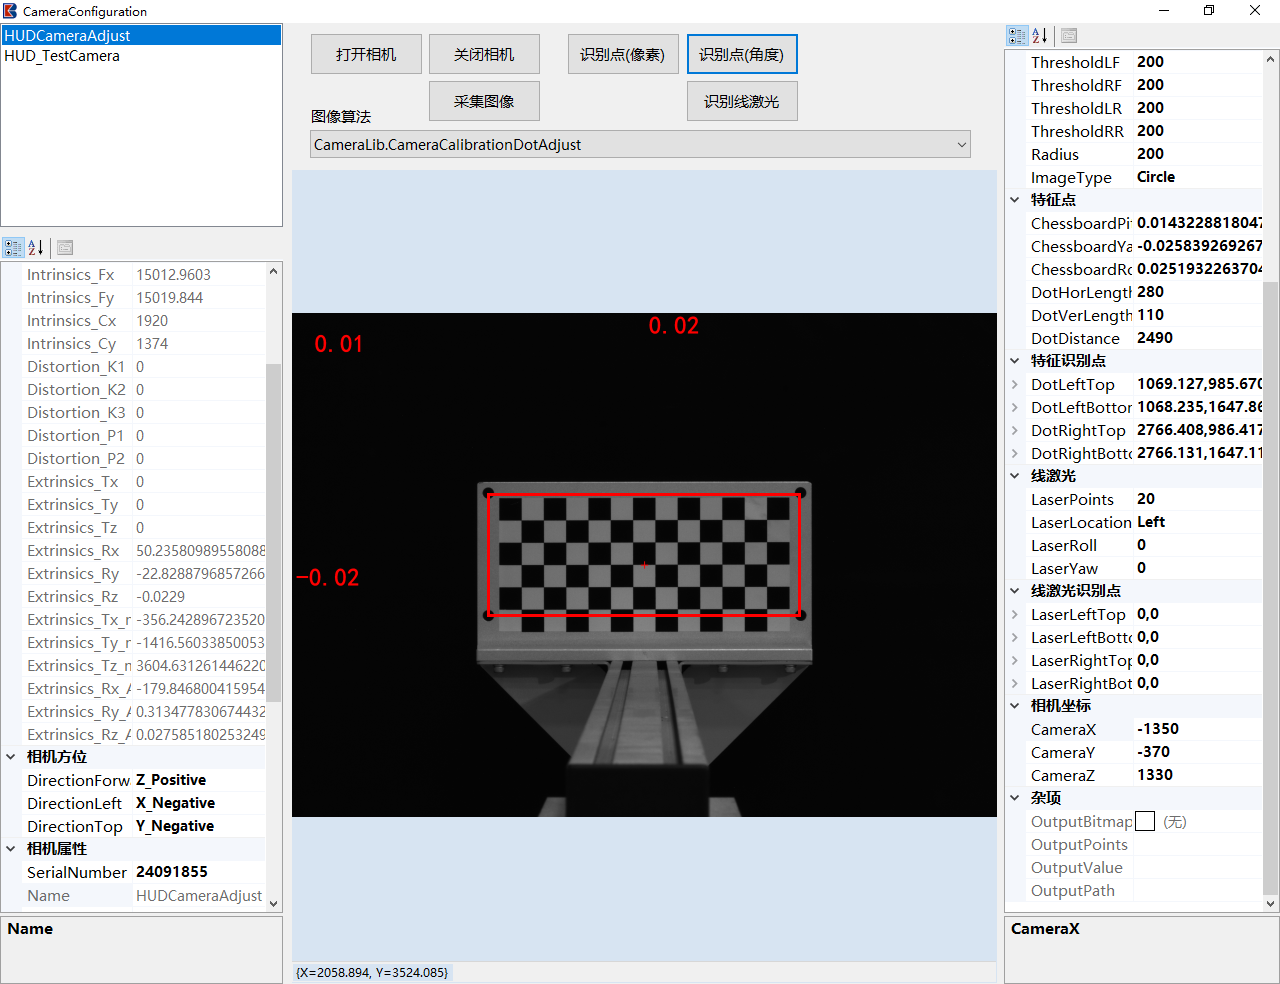 CameraConfiguration
HUDCameraAdjust
HUD_TestCamera
打开相机
关闭相机
识别点(像素)
识别点(角度)
采集图像
识别线激光
图像算法
CameraLib.CameraCalibrationDotAdjust
Intrinsics_Fx 15012.9603
Intrinsics_Fy 15019.844
Intrinsics_Cx 1920
Intrinsics_Cy 1374
Distortion_K1 0
Distortion_K2 0
Distortion_K3 0
Distortion_P1 0
Distortion_P2 0
Extrinsics_Tx 0
Extrinsics_Ty 0
Extrinsics_Tz 0
Extrinsics_Rx 50.23580989558088
Extrinsics_Ry -22.8288796857266
Extrinsics_Rz -0.0229
Extrinsics_Tx_r -356.242896723520
Extrinsics_Ty_r -1416.56033850053
Extrinsics_Tz_r 3604.631261446220
Extrinsics_Rx_A -179.846800415954
Extrinsics_Ry_A 0.313477830674432
Extrinsics_Rz_A 0.027585180253249
相机方位
DirectionForw Z_Positive
DirectionLeft X_Negative
DirectionTop Y_Negative
相机属性
SerialNumber 24091855
Name HUDCameraAdjust
Name
0.01
0.02
-0.02
{X=2058.894, Y=3524.085}
ThresholdLF 200
ThresholdRF 200
ThresholdLR 200
ThresholdRR 200
Radius 200
ImageType Circle
特征点
ChessboardPi 0.0143228818047
ChessboardYa -0.025839269267
ChessboardRo 0.0251932263704
DotHorLength 280
DotVerLength 110
DotDistance 2490
特征识别点
DotLeftTop 1069.127,985.670
DotLeftBottor 1068.235,1647.86
DotRightTop 2766.408,986.417
DotRightBotto 2766.131,1647.11
线激光
LaserPoints 20
LaserLocation Left
LaserRoll 0
LaserYaw 0
线激光识别点
LaserLeftTop 0,0
LaserLeftBotto 0,0
LaserRightTop 0,0
LaserRightBot 0,0
相机坐标
CameraX -1350
CameraY -370
CameraZ 1330
杂项
OutputBitmap (无)
OutputPoints
OutputValue
OutputPath
CameraX